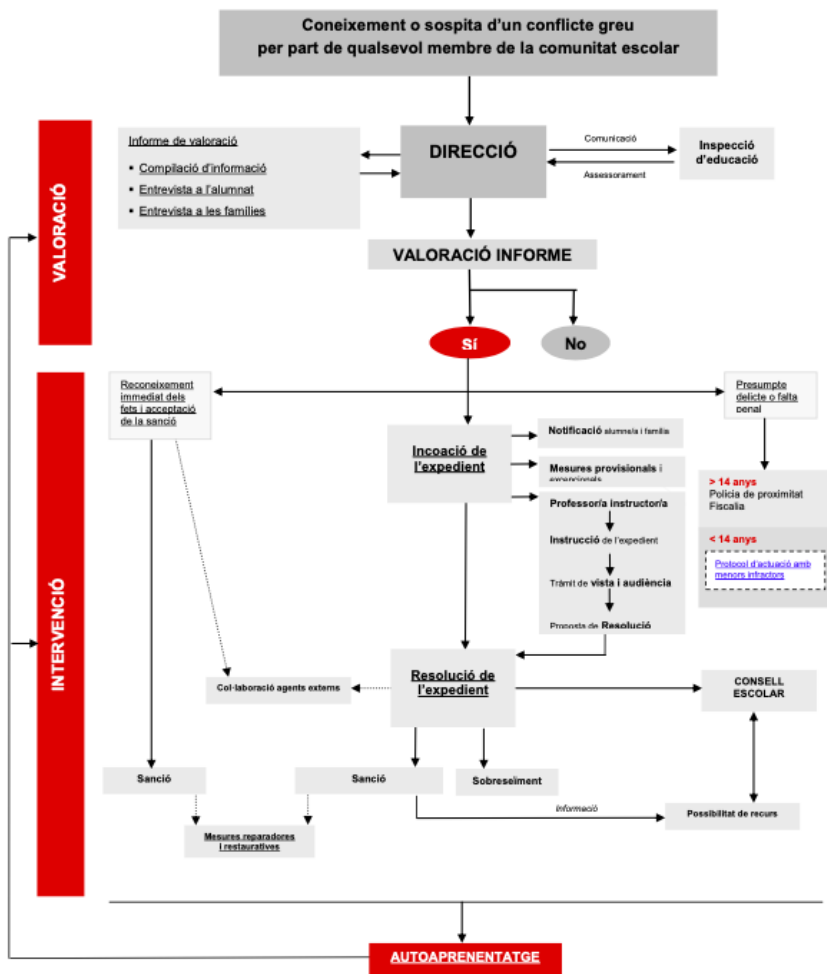 Coneixement o sospita d'un conflicte greu
per part de qualsevol membre de la comunitat escolar
VALORACIÓ
Informe de valoració
▪ Compilació d'informació
▪ Entrevista a l'alumnat
▪ Entrevista a les famílies
DIRECCIÓ
Comunicació
Assessorament
Inspecció
d'educació
VALORACIÓ INFORME
Sí
No
INTERVENCIÓ
Reconeixement
immediat dels
fets i acceptació
de la sanció
Presumpte
delicte o falta
penal
Incoació de
l'expedient
Notificació alumne/a i família
Mesures provisionals i
excepcionals
Professor/a instructor/a
Instrucció de l'expedient
Tràmit de vista i audiència
Proposta de Resolució
> 14 anys
Policia de proximitat
Fiscalia
< 14 anys
Protocol d'actuació amb
menors infractors
Col·laboració agents externs
Resolució de
l'expedient
CONSELL
ESCOLAR
Sanció
Sanció
Sobreseïment
Informació
Possibilitat de recurs
Mesures reparadores
i restauratives
AUTOAPRENENTATGE